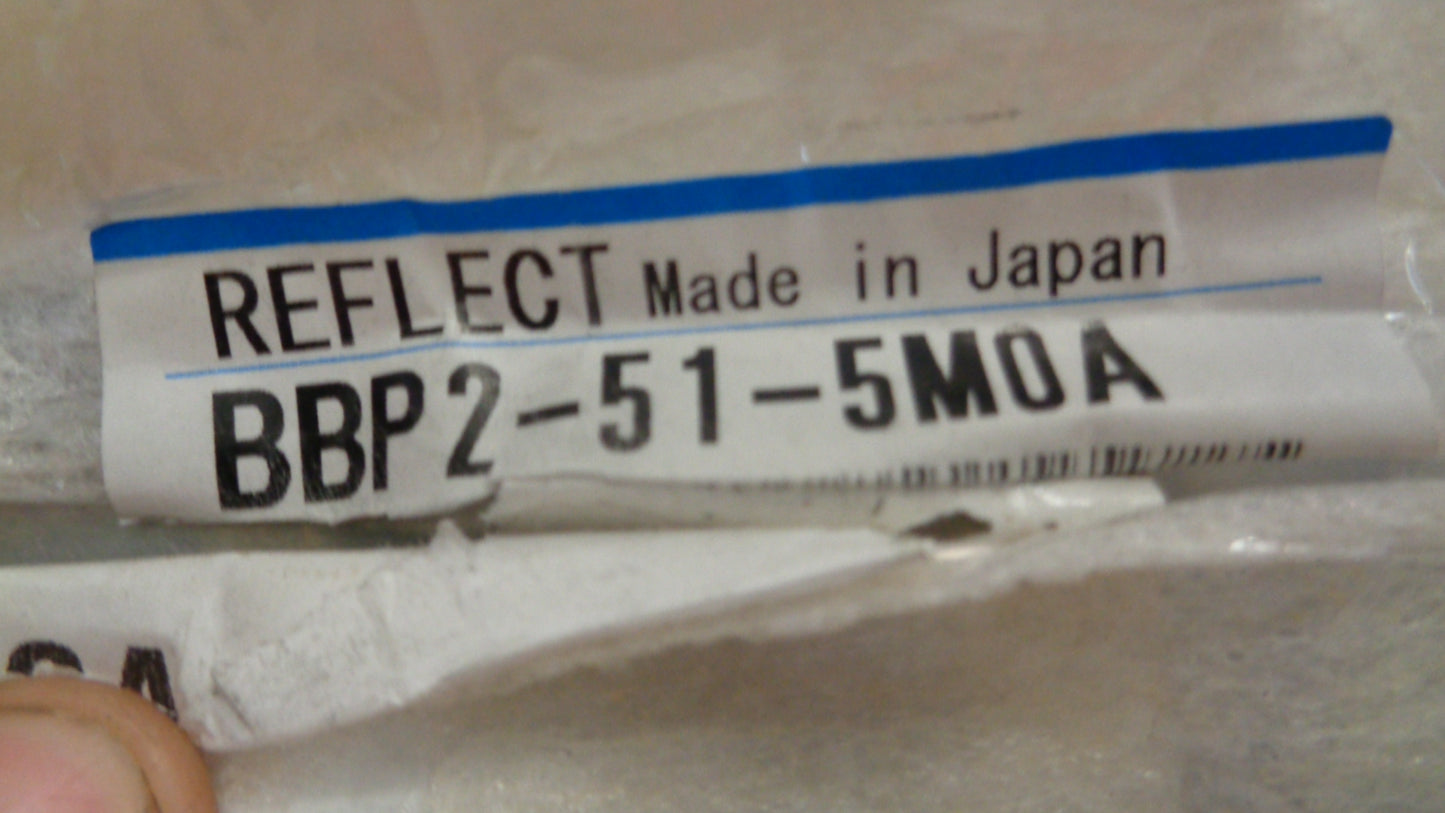 REFLECT Made in Japan
BBP2-51-5M0A